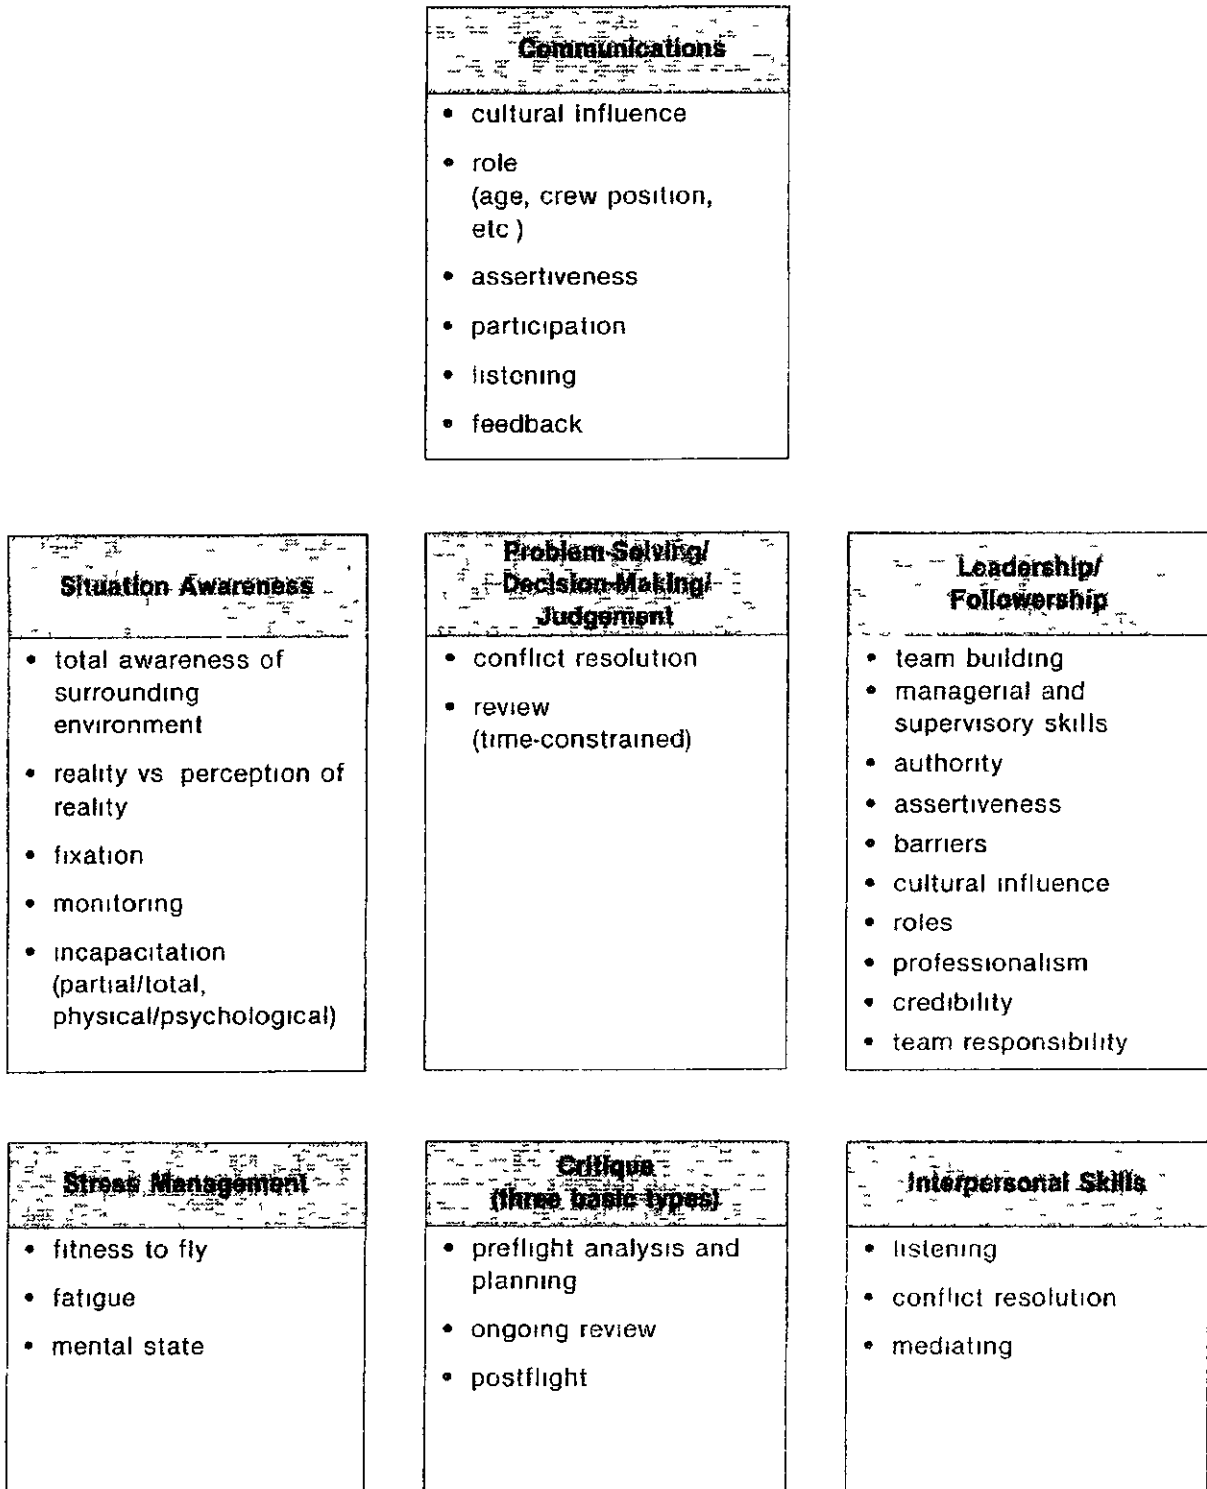 Communications
• cultural influence
• role
(age, crew position,
etc )
• assertiveness
• participation
• listening
• feedback
Situation Awareness
• total awareness of
surrounding
environment
• reality vs perception of
reality
• fixation
• monitoring
• incapacitation
(partial/total,
physical/psychological)
Problem-Solving/
Decision-Making/
Judgement
• conflict resolution
• review
(time-constrained)
Leadership/
Followership
• team building
• managerial and
supervisory skills
• authority
• assertiveness
• barriers
• cultural influence
• roles
• professionalism
• credibility
• team responsibility
Stress Management
• fitness to fly
• fatigue
• mental state
Critique
(three basic types)
• preflight analysis and
planning
• ongoing review
• postflight
Interpersonal Skills
• listening
• conflict resolution
• mediating